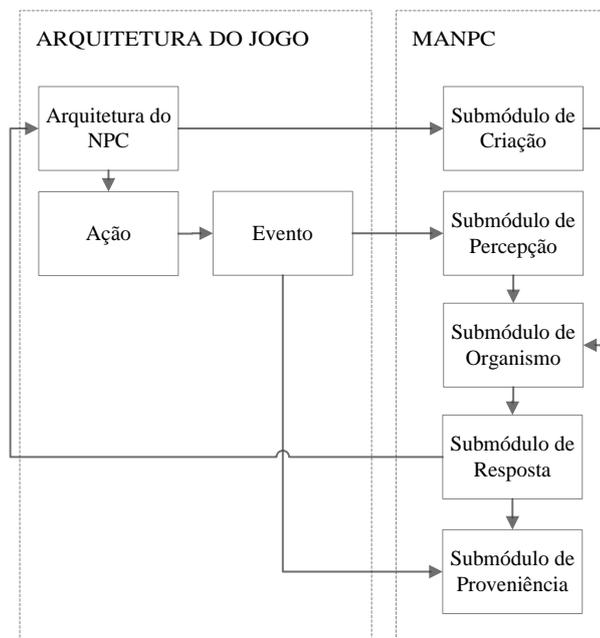 ARQUITETURA DO JOGO
Arquitetura do
NPC
Ação
Evento
MANPC
Submódulo de
Criação
Submódulo de
Percepção
Submódulo de
Organismo
Submódulo de
Resposta
Submódulo de
Proveniência